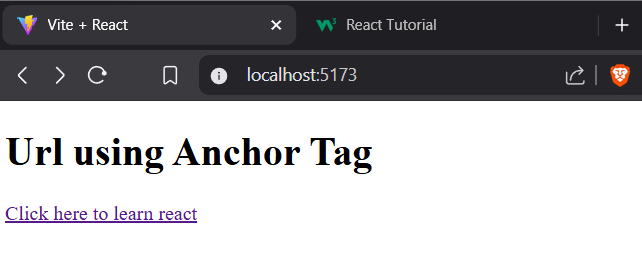 Vite + React
React Tutorial
localhost:5173
Url using Anchor Tag
Click here to learn react